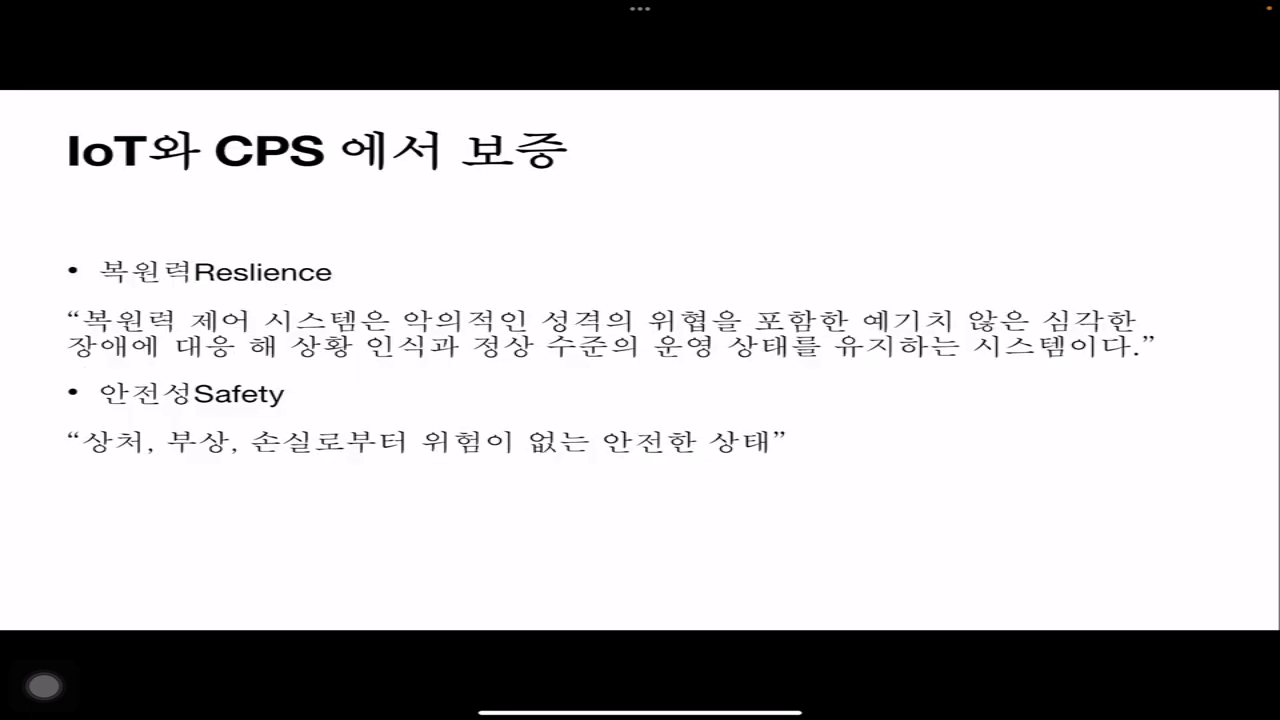 IoT와 CPS 에서 보증
• 복원력Reslience
“복원력 제어 시스템은 악의적인 성격의 위협을 포함한 예기치 않은 심각한
장애에 대응 해 상황 인식과 정상 수준의 운영 상태를 유지하는 시스템이다.”
• 안전성Safety
“상처, 부상, 손실로부터 위험이 없는 안전한 상태”